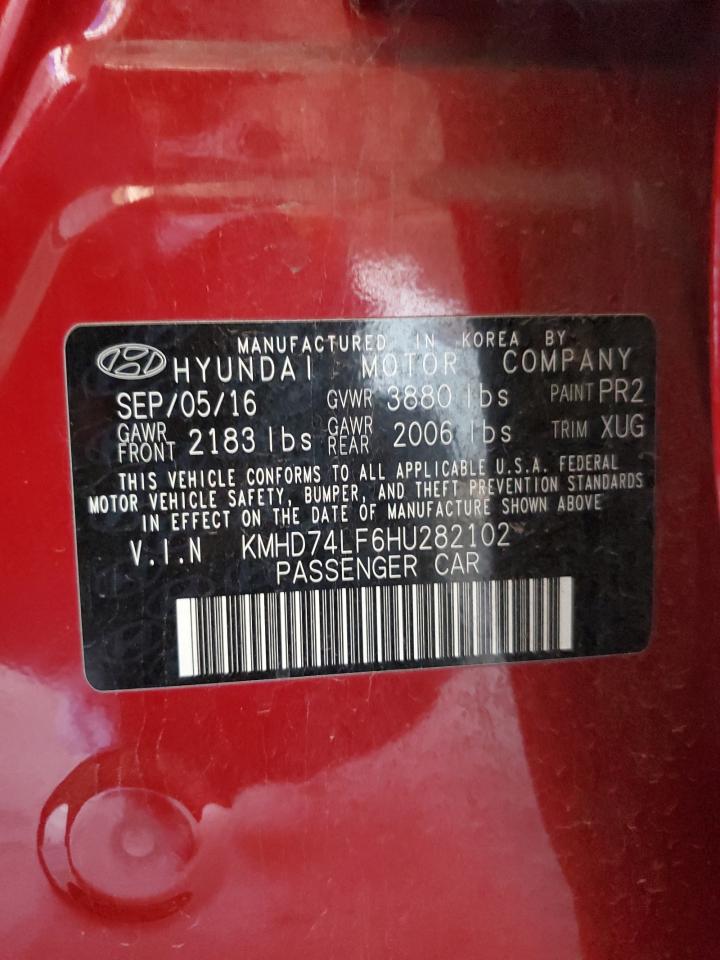 MANUFACTURED IN KOREA BY
HYUNDAI MOTOR COMPANY
SEP/05/16 GVWR 3880 lbs PAINT PR2
GAWR FRONT 2183 lbs GAWR REAR 2006 lbs TRIM XUG
THIS VEHICLE CONFORMS TO ALL APPLICABLE U.S.A. FEDERAL
MOTOR VEHICLE SAFETY, BUMPER, AND THEFT PREVENTION STANDARDS
IN EFFECT ON THE DATE OF MANUFACTURE SHOWN ABOVE
V.I.N KMHD74LF6HU282102
PASSENGER CAR